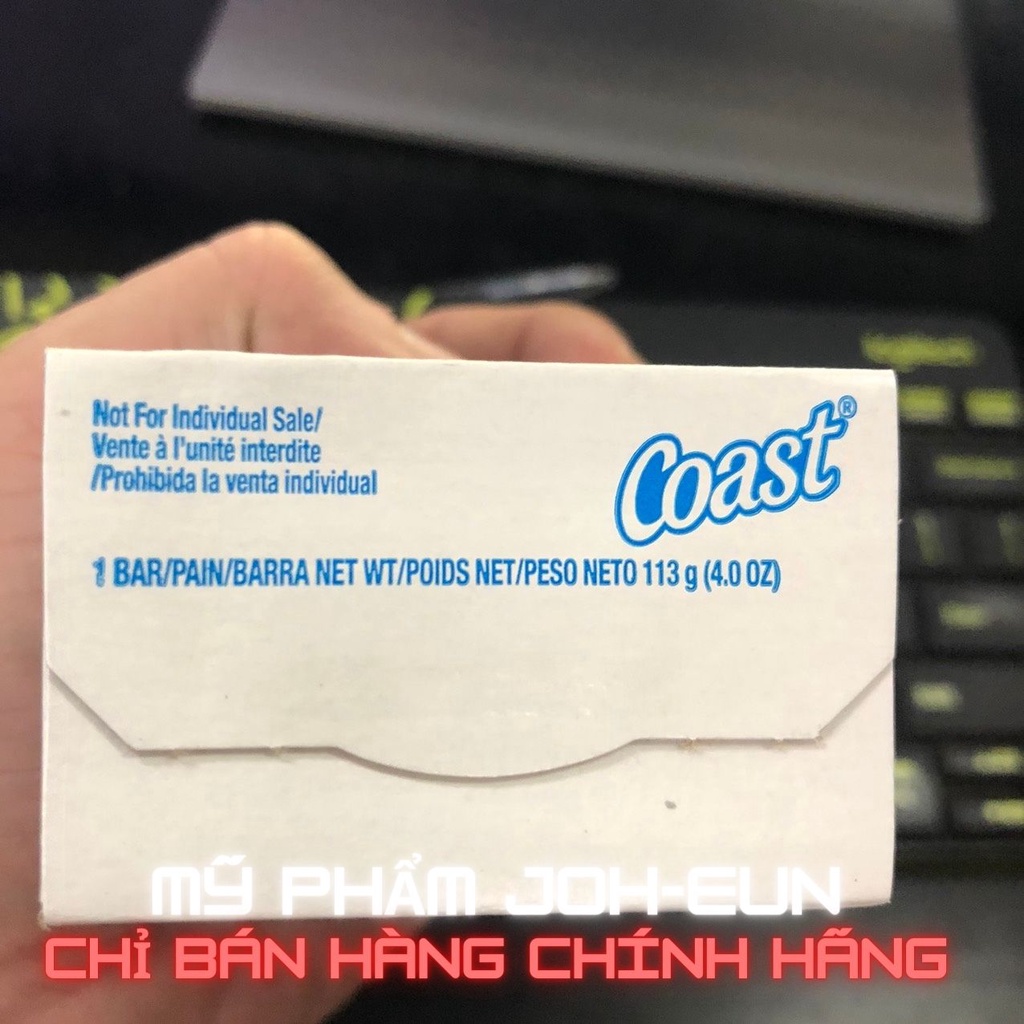 Not For Individual Sale/
Vente à l'unité interdite
/Prohibida la venta individual
Coast®
1 BAR/PAIN/BARRA NET WT/POIDS NET/PESO NETO 113 g (4.0 OZ)
MỸ PHẨM JOH-EUN
CHỈ BÁN HÀNG CHÍNH HÃNG